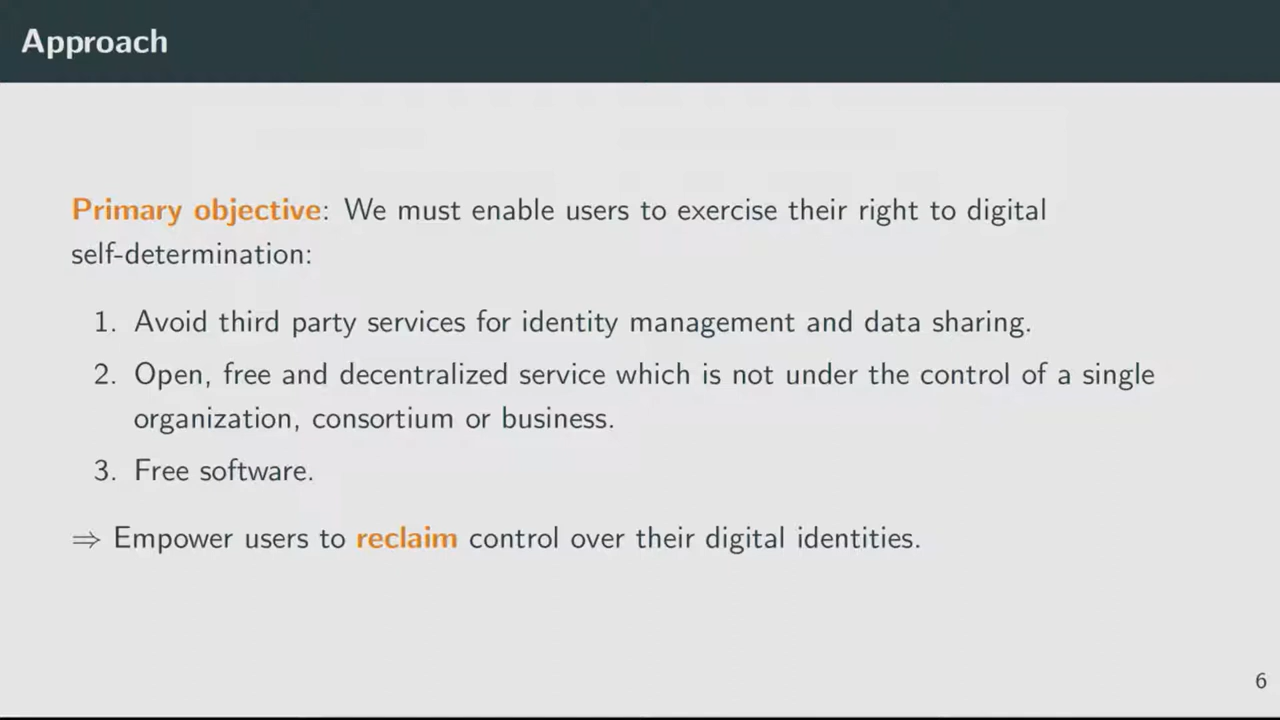 Approach
Primary objective: We must enable users to exercise their right to digital
self-determination:
1. Avoid third party services for identity management and data sharing.
2. Open, free and decentralized service which is not under the control of a single
organization, consortium or business.
3. Free software.
⇒ Empower users to reclaim control over their digital identities.
6